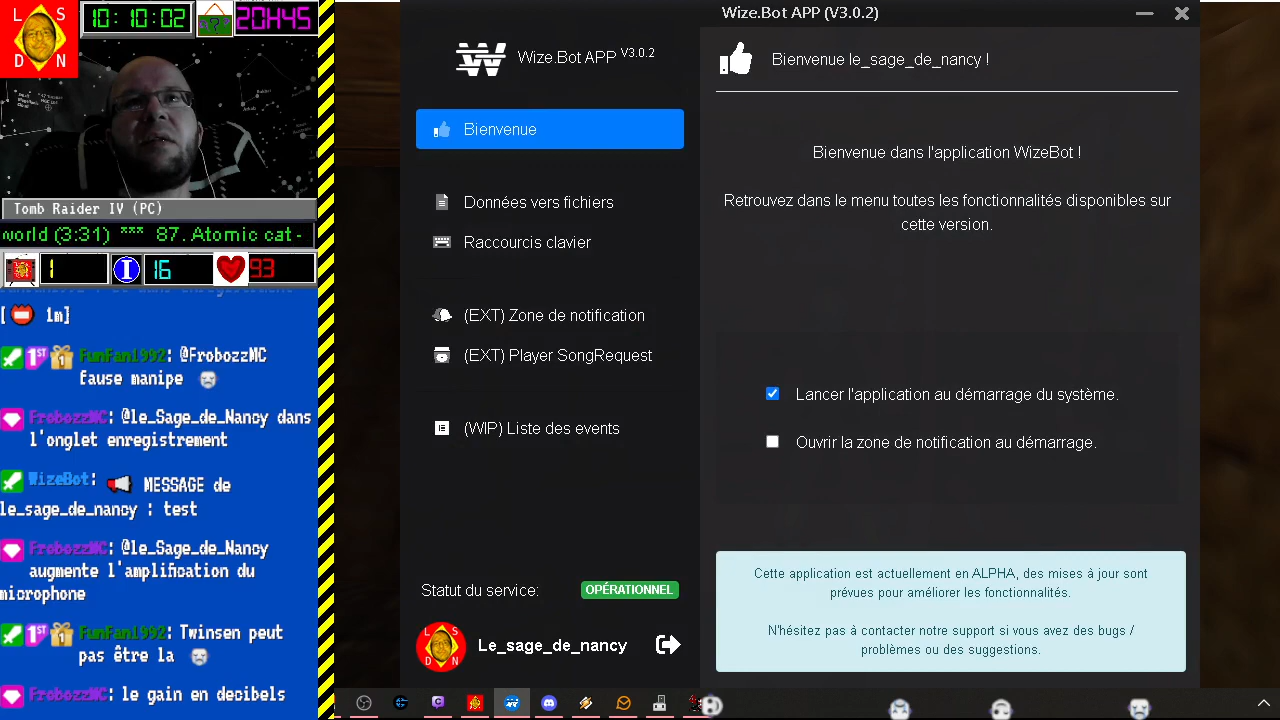 L S
D N
10:10:02
20H45
Tomb Raider IV (PC)
world (3:31) *** 87. Atomic cat -
1
16
93
[ 1m]
FunFan1992: @FrobozzMC
fause manipe
FrobozzMC: @le_Sage_de_Nancy dans
l'onglet enregistrement
WizeBot: MESSAGE de
le_sage_de_nancy : test
FrobozzMC: @le_Sage_de_Nancy
augmente l'amplification du
microphone
FunFan1992: Twinsen peut
pas être la
FrobozzMC: le gain en decibels
Wize.Bot APP (V3.0.2)
Wize.Bot APP V3.0.2
Bienvenue
Données vers fichiers
Raccourcis clavier
(EXT) Zone de notification
(EXT) Player SongRequest
(WIP) Liste des events
Statut du service: OPÉRATIONNEL
L S
D N
Le_sage_de_nancy
Bienvenue le_sage_de_nancy !
Bienvenue dans l'application WizeBot !
Retrouvez dans le menu toutes les fonctionnalités disponibles sur
cette version.
Lancer l'application au démarrage du système.
Ouvrir la zone de notification au démarrage.
Cette application est actuellement en ALPHA, des mises à jour sont
prévues pour améliorer les fonctionnalités.
N'hésitez pas à contacter notre support si vous avez des bugs /
problèmes ou des suggestions.